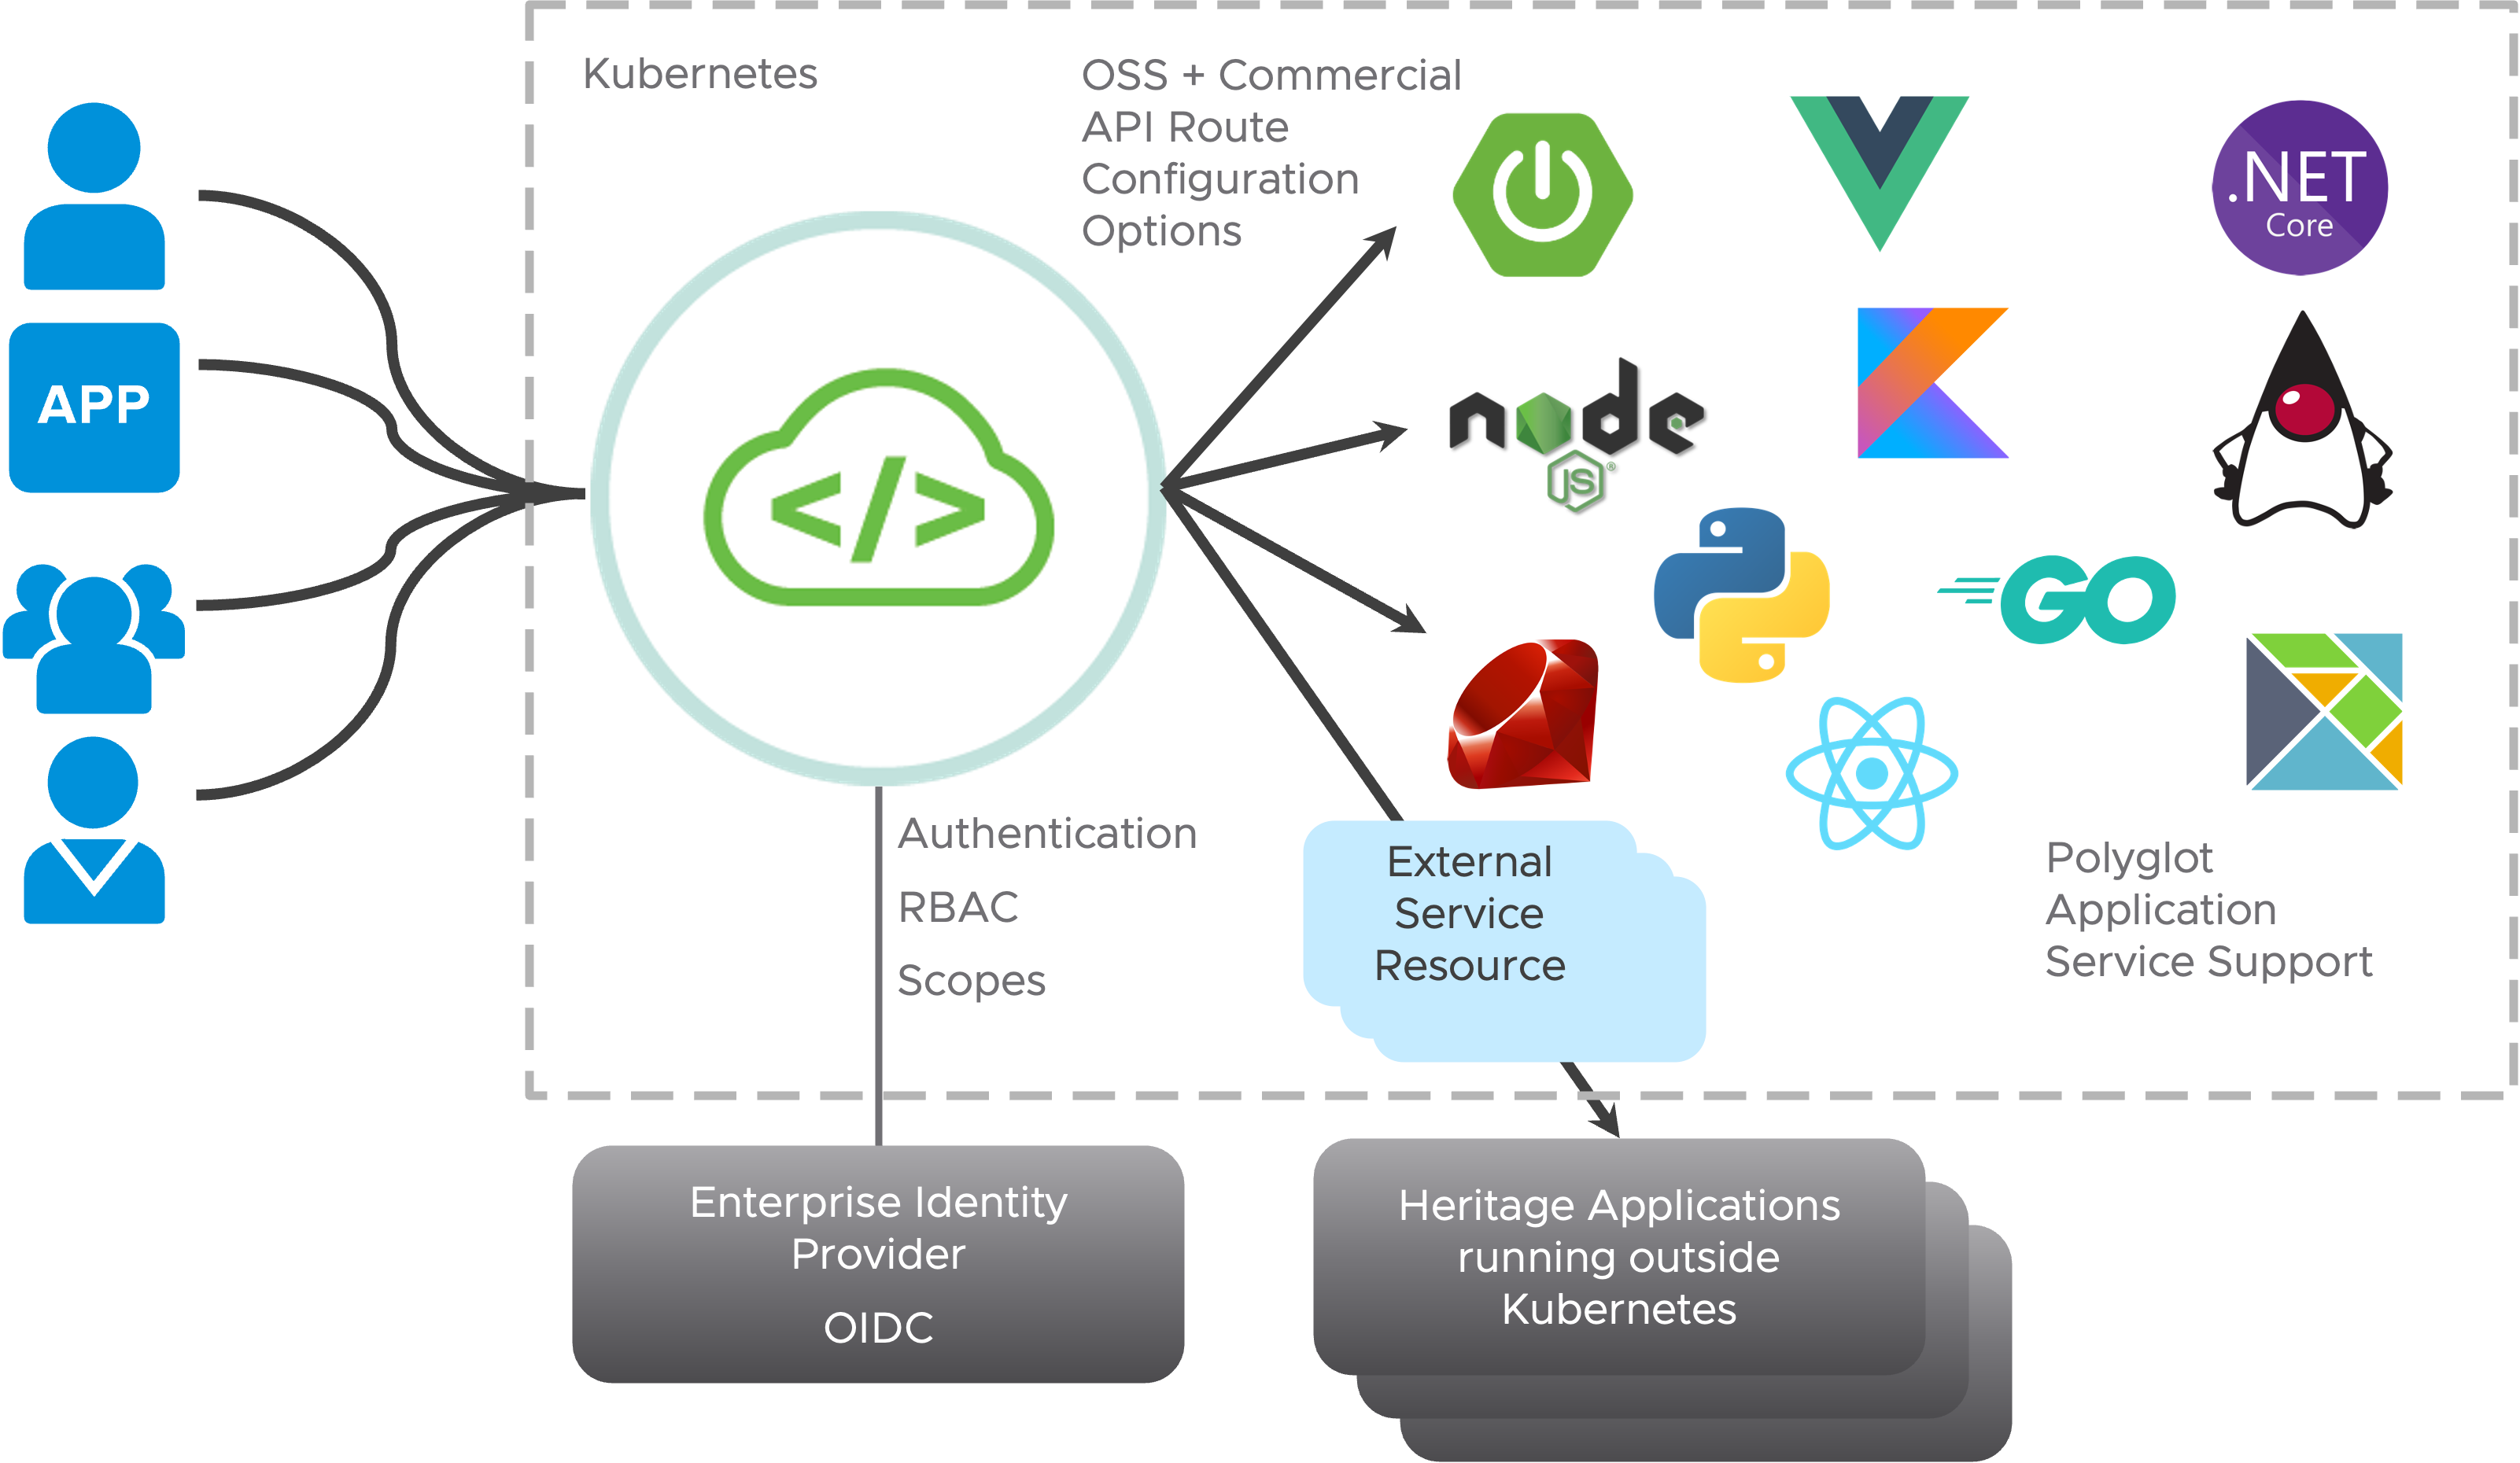 Kubernetes
OSS + Commercial
API Route
Configuration
Options
.NET
Core
APP
node
JS®
GO
</>
Authentication
RBAC
Scopes
External
Service
Resource
Polyglot
Application
Service Support
Enterprise Identity
Provider
OIDC
Heritage Applications
running outside
Kubernetes